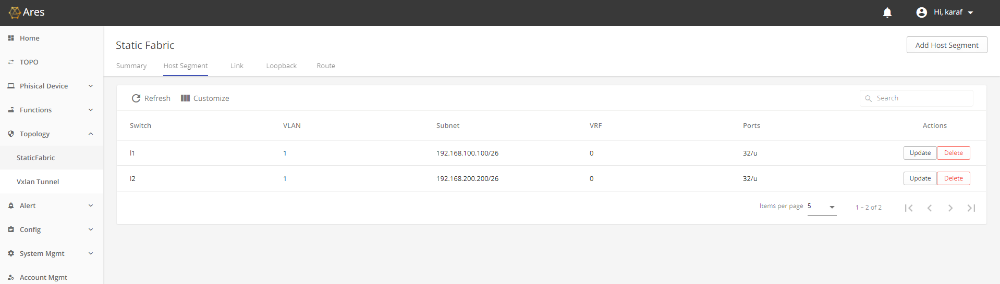 Ares
Hi, karaf
Home
TOPO
Phisical Device
Functions
Topology
StaticFabric
Vxlan Tunnel
Alert
Config
System Mgmt
Account Mgmt
Static Fabric
Add Host Segment
Summary Host Segment Link Loopback Route
Refresh Customize Search
Switch VLAN Subnet VRF Ports Actions
l1 1 192.168.100.100/26 0 32/u Update Delete
l2 1 192.168.200.200/26 0 32/u Update Delete
Items per page 5 1 – 2 of 2